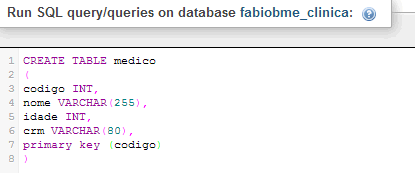 Run SQL query/queries on database fabiobme_clinica:
1 CREATE TABLE medico
2 (
3 codigo INT,
4 nome VARCHAR(255),
5 idade INT,
6 crm VARCHAR(80),
7 primary key (codigo)
8 )